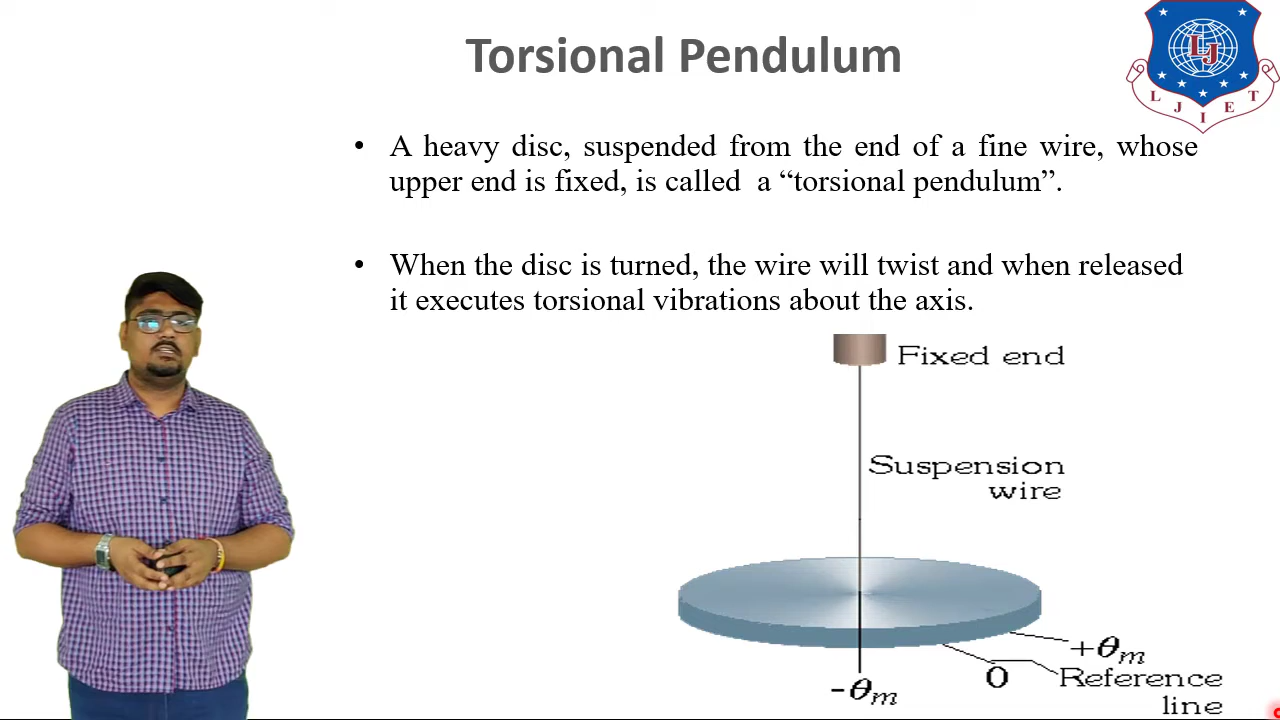 Torsional Pendulum
LJ
L J I E T
• A heavy disc, suspended from the end of a fine wire, whose
upper end is fixed, is called a “torsional pendulum”.
• When the disc is turned, the wire will twist and when released
it executes torsional vibrations about the axis.
Fixed end
Suspension
wire
+θm
-θm
0
Reference
line